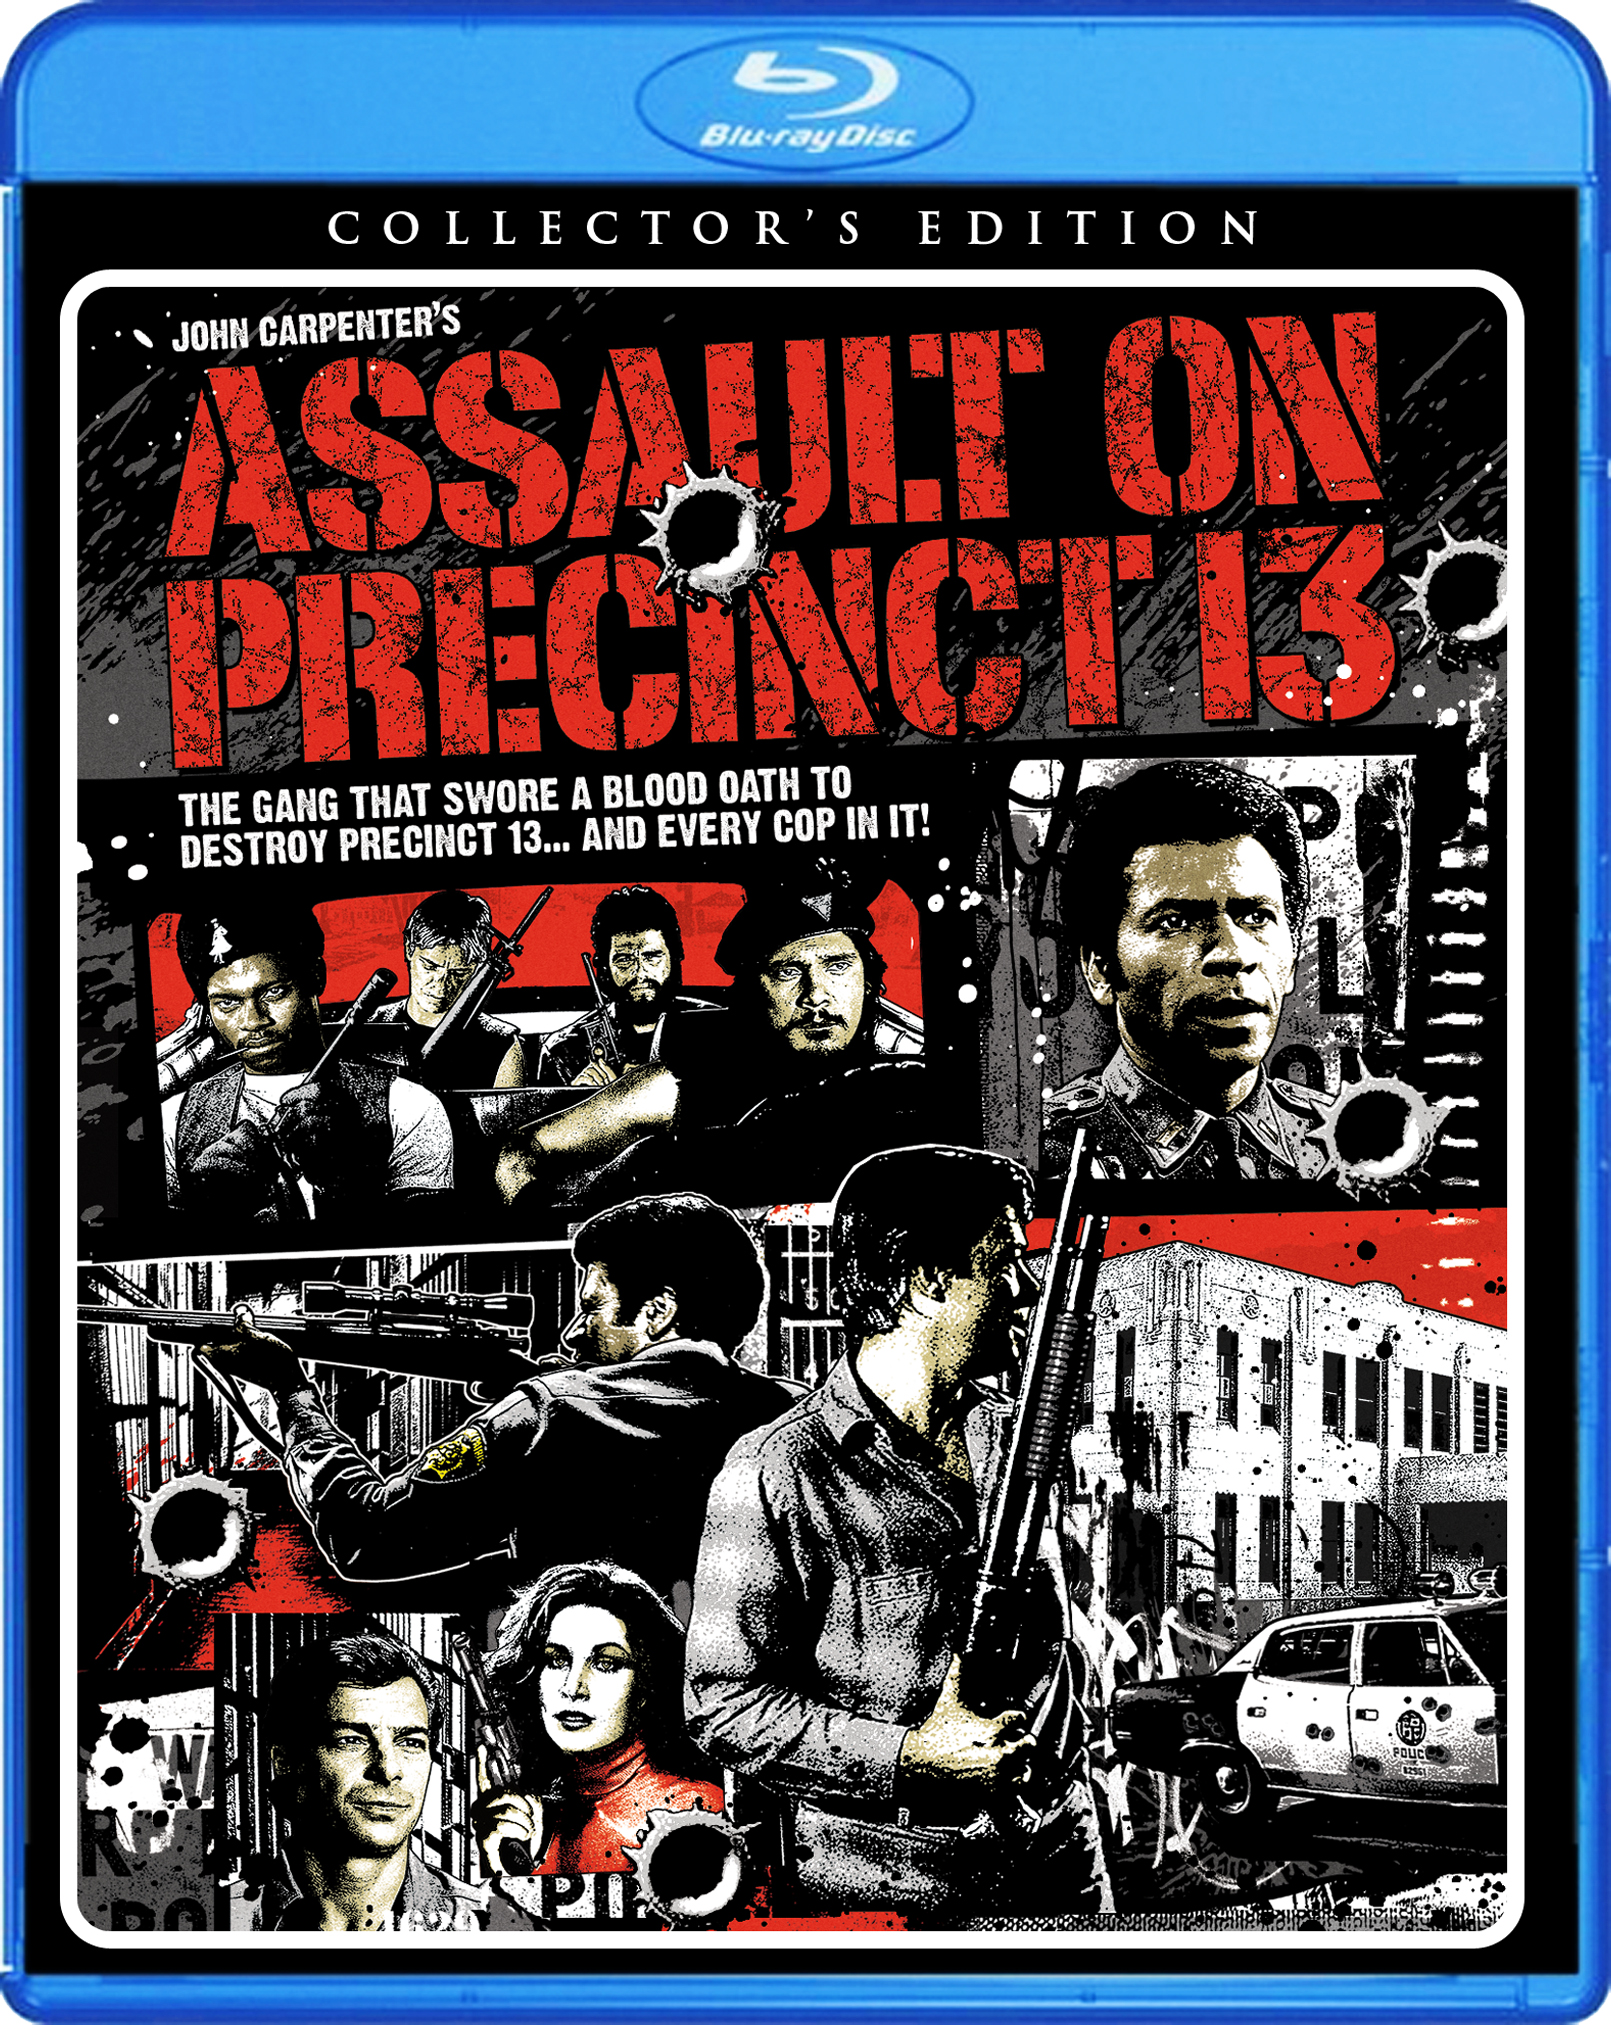 Blu-ray Disc
COLLECTOR'S EDITION
JOHN CARPENTER'S
ASSAULT ON
PRECINCT 13
THE GANG THAT SWORE A BLOOD OATH TO
DESTROY PRECINCT 13... AND EVERY COP IN IT!